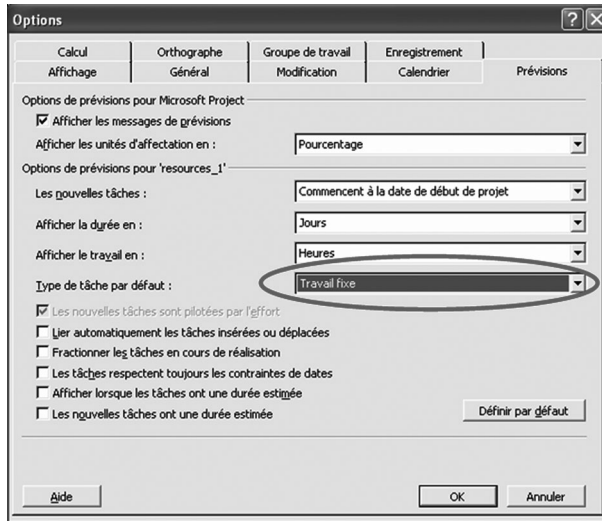 Options
Calcul Orthographe Groupe de travail Enregistrement
Affichage Général Modification Calendrier Prévisions
Options de prévisions pour Microsoft Project
Afficher les messages de prévisions
Afficher les unités d'affectation en : Pourcentage
Options de prévisions pour 'resources_1'
Les nouvelles tâches : Commencent à la date de début de projet
Afficher la durée en : Jours
Afficher le travail en : Heures
Type de tâche par défaut : Travail fixe
Les nouvelles tâches sont pilotées par l'effort
Lier automatiquement les tâches insérées ou déplacées
Fractionner les tâches en cours de réalisation
Les tâches respectent toujours les contraintes de dates
Afficher lorsque les tâches ont une durée estimée
Les nouvelles tâches ont une durée estimée
Définir par défaut
Aide OK Annuler